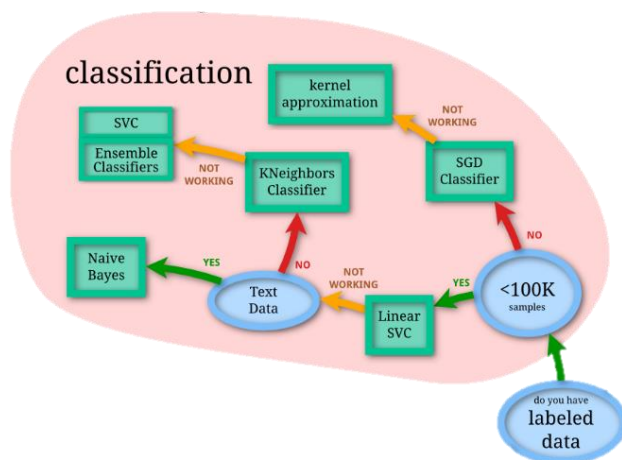 classification
kernel
approximation
SVC
Ensemble
Classifiers
NOT
WORKING
KNeighbors
Classifier
NOT
WORKING
SGD
Classifier
NO
Naive
Bayes
YES
Text
Data
NO
NOT
WORKING
Linear
SVC
YES
<100K
samples
do you have
labeled
data